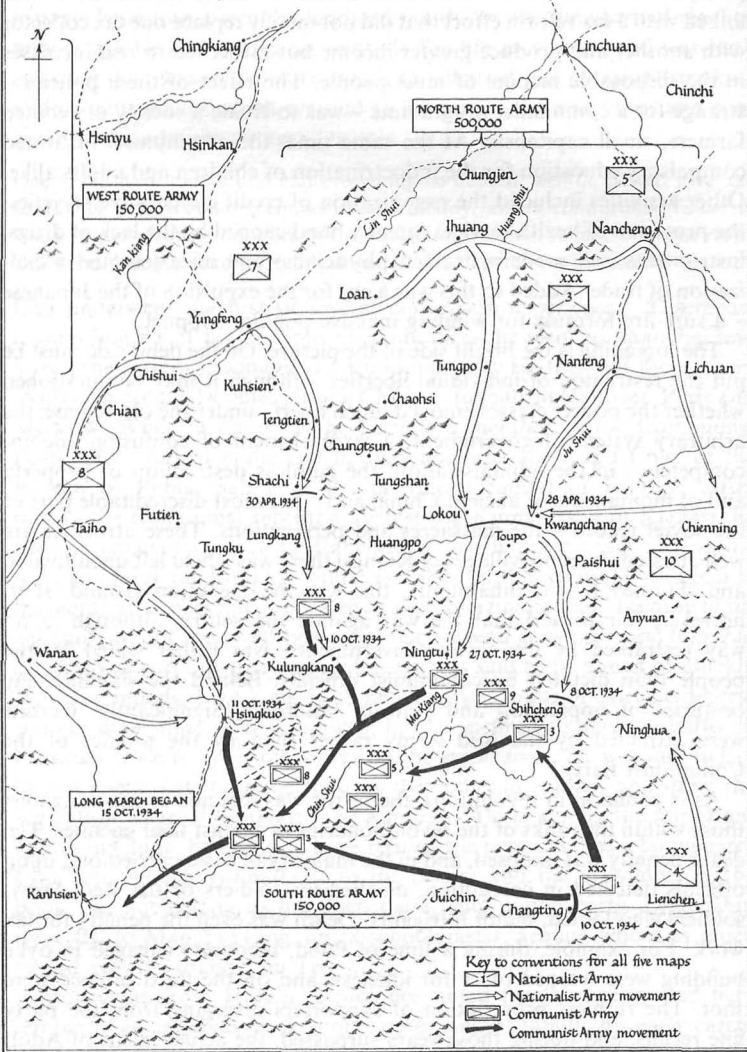 N
Chingkiang
Linchuan
Chinchi
NORTH ROUTE ARMY
500,000
Hsinyu
Hsinkan
Chungjen
XXX
5
WEST ROUTE ARMY
150,000
Lin Shui
Ihuang
Nancheng
XXX
7
Loan
XXX
3
Yungfeng
Nanfeng
Lichuan
Chishui
Kuhsien
Tungpo
Chian
Chaohsi
Tengtien
Ju Shui
XXX
8
Chungtsun
Shachi
30 APR.1934
Tungshan
28 APR.1934
Taiho
Futien
Lungkang
Lokou
Kwangchang
Chienning
Huangpo
Toupo
XXX
10
Tungku
Paishui
XXX
8
Anyuan
10 OCT.1934
Wanan
Kulungkang
Ningtu
27 OCT.1934
XXX
5
XXX
9
8 OCT. 1934
11 OCT.1934
Hsingkuo
Mei Kiang
Shihcheng
XXX
3
Ninghua
XXX
8
XXX
XXX
9
LONG MARCH BEGAN
15 OCT.1934
Chin Shui
XXX
XXX
XXX
4
Kanhsien
SOUTH ROUTE ARMY
150,000
Juichin
XXX
1
Changting
Lienchen
10 OCT.1934
Key to conventions for all five maps
XXX
1
Nationalist Army
Nationalist Army movement
XXX
Communist Army
Communist Army movement